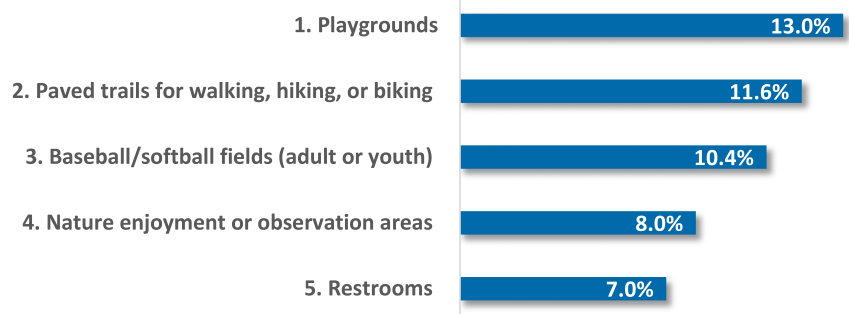 1. Playgrounds 13.0%
2. Paved trails for walking, hiking, or biking 11.6%
3. Baseball/softball fields (adult or youth) 10.4%
4. Nature enjoyment or observation areas 8.0%
5. Restrooms 7.0%